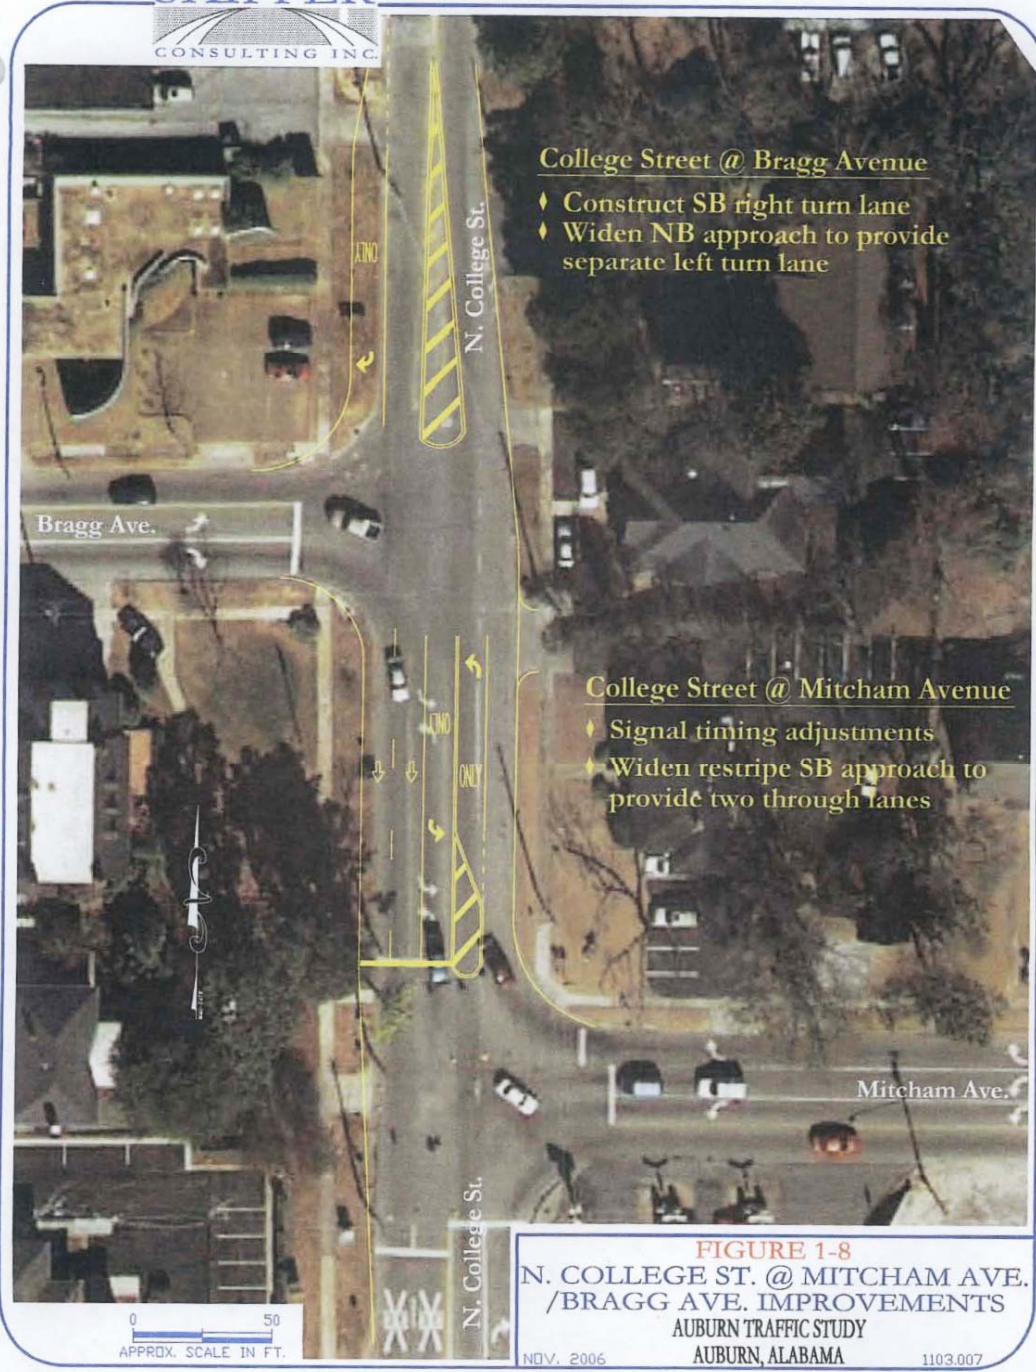 CONSULTING INC.
College Street @ Bragg Avenue
♦ Construct SB right turn lane
♦ Widen NB approach to provide
separate left turn lane
ONLY
N. College St.
Bragg Ave.
College Street @ Mitcham Avenue
♦ Signal timing adjustments
♦ Widen restripe SB approach to
provide two through lanes
ONLY
ONLY
Mitcham Ave.
N. College St.
0 50
APPROX. SCALE IN FT.
FIGURE 1-8
N. COLLEGE ST. @ MITCHAM AVE.
/BRAGG AVE. IMPROVEMENTS
AUBURN TRAFFIC STUDY
AUBURN, ALABAMA
NOV. 2006
1103.007